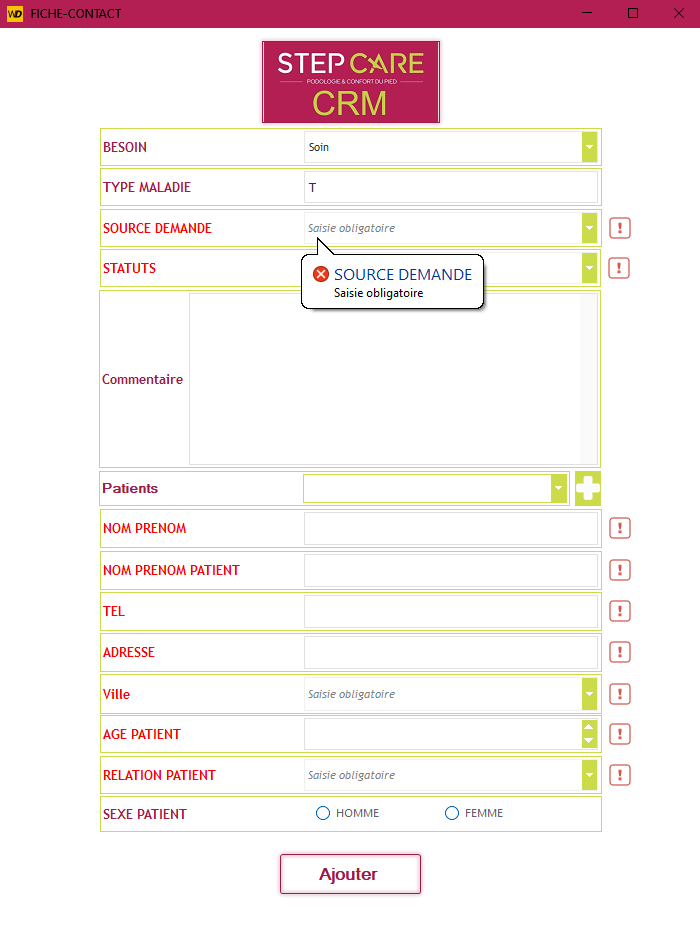 WD FICHE-CONTACT
STEP CARE
PODOLOGIE & CONFORT DU PIED
CRM
BESOIN Soin
TYPE MALADIE T
SOURCE DEMANDE Saisie obligatoire !
STATUTS !
SOURCE DEMANDE
Saisie obligatoire
Commentaire
Patients
NOM PRENOM !
NOM PRENOM PATIENT !
TEL !
ADRESSE !
Ville Saisie obligatoire !
AGE PATIENT !
RELATION PATIENT Saisie obligatoire !
SEXE PATIENT HOMME FEMME
Ajouter